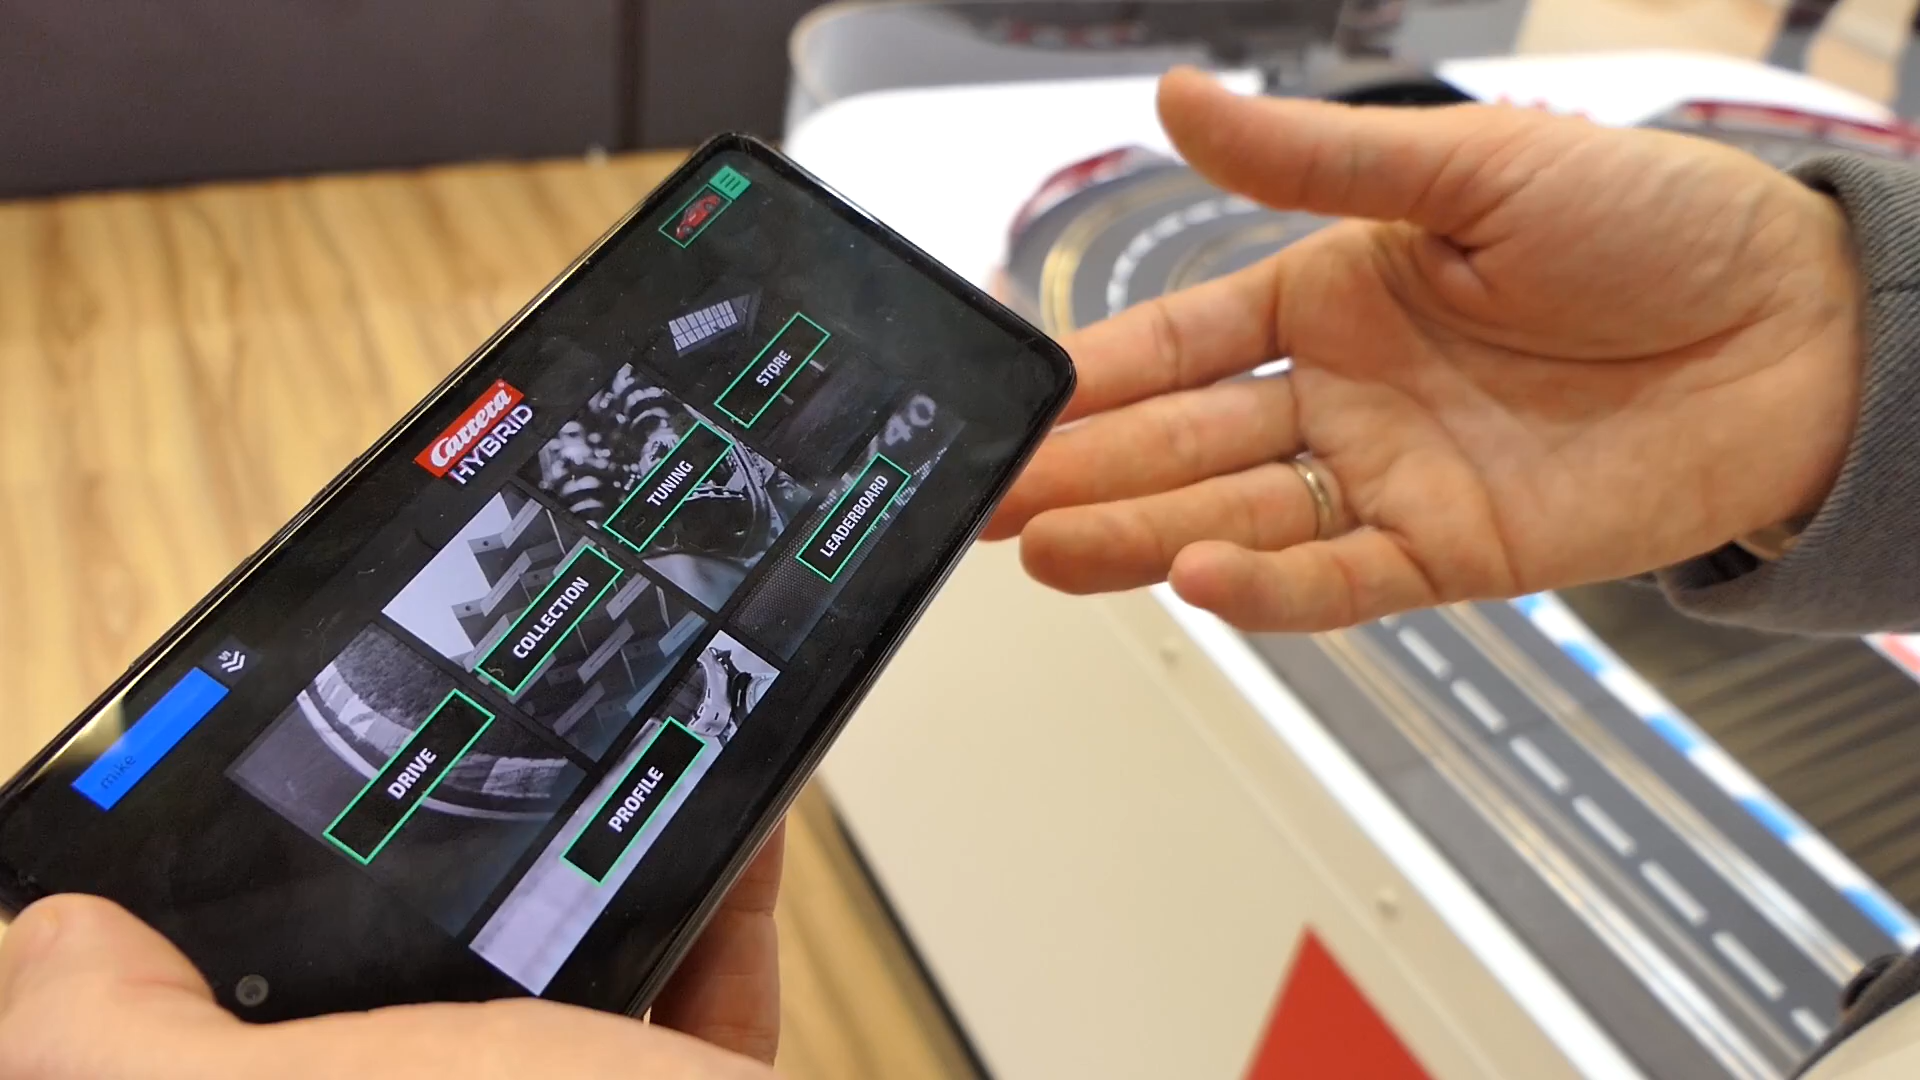 mike
Carrera
HYBRID
DRIVE
COLLECTION
TUNING
STORE
PROFILE
LEADERBOARD
40